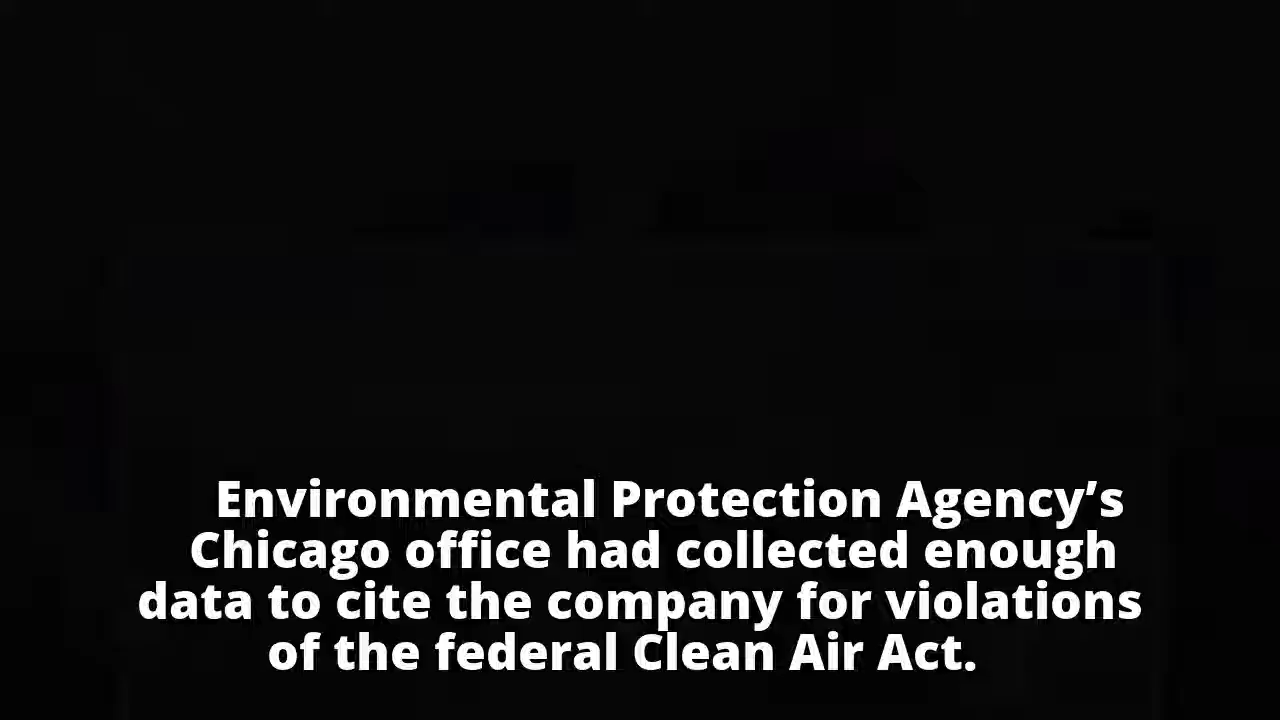 Environmental Protection Agency’s
Chicago office had collected enough
data to cite the company for violations
of the federal Clean Air Act.